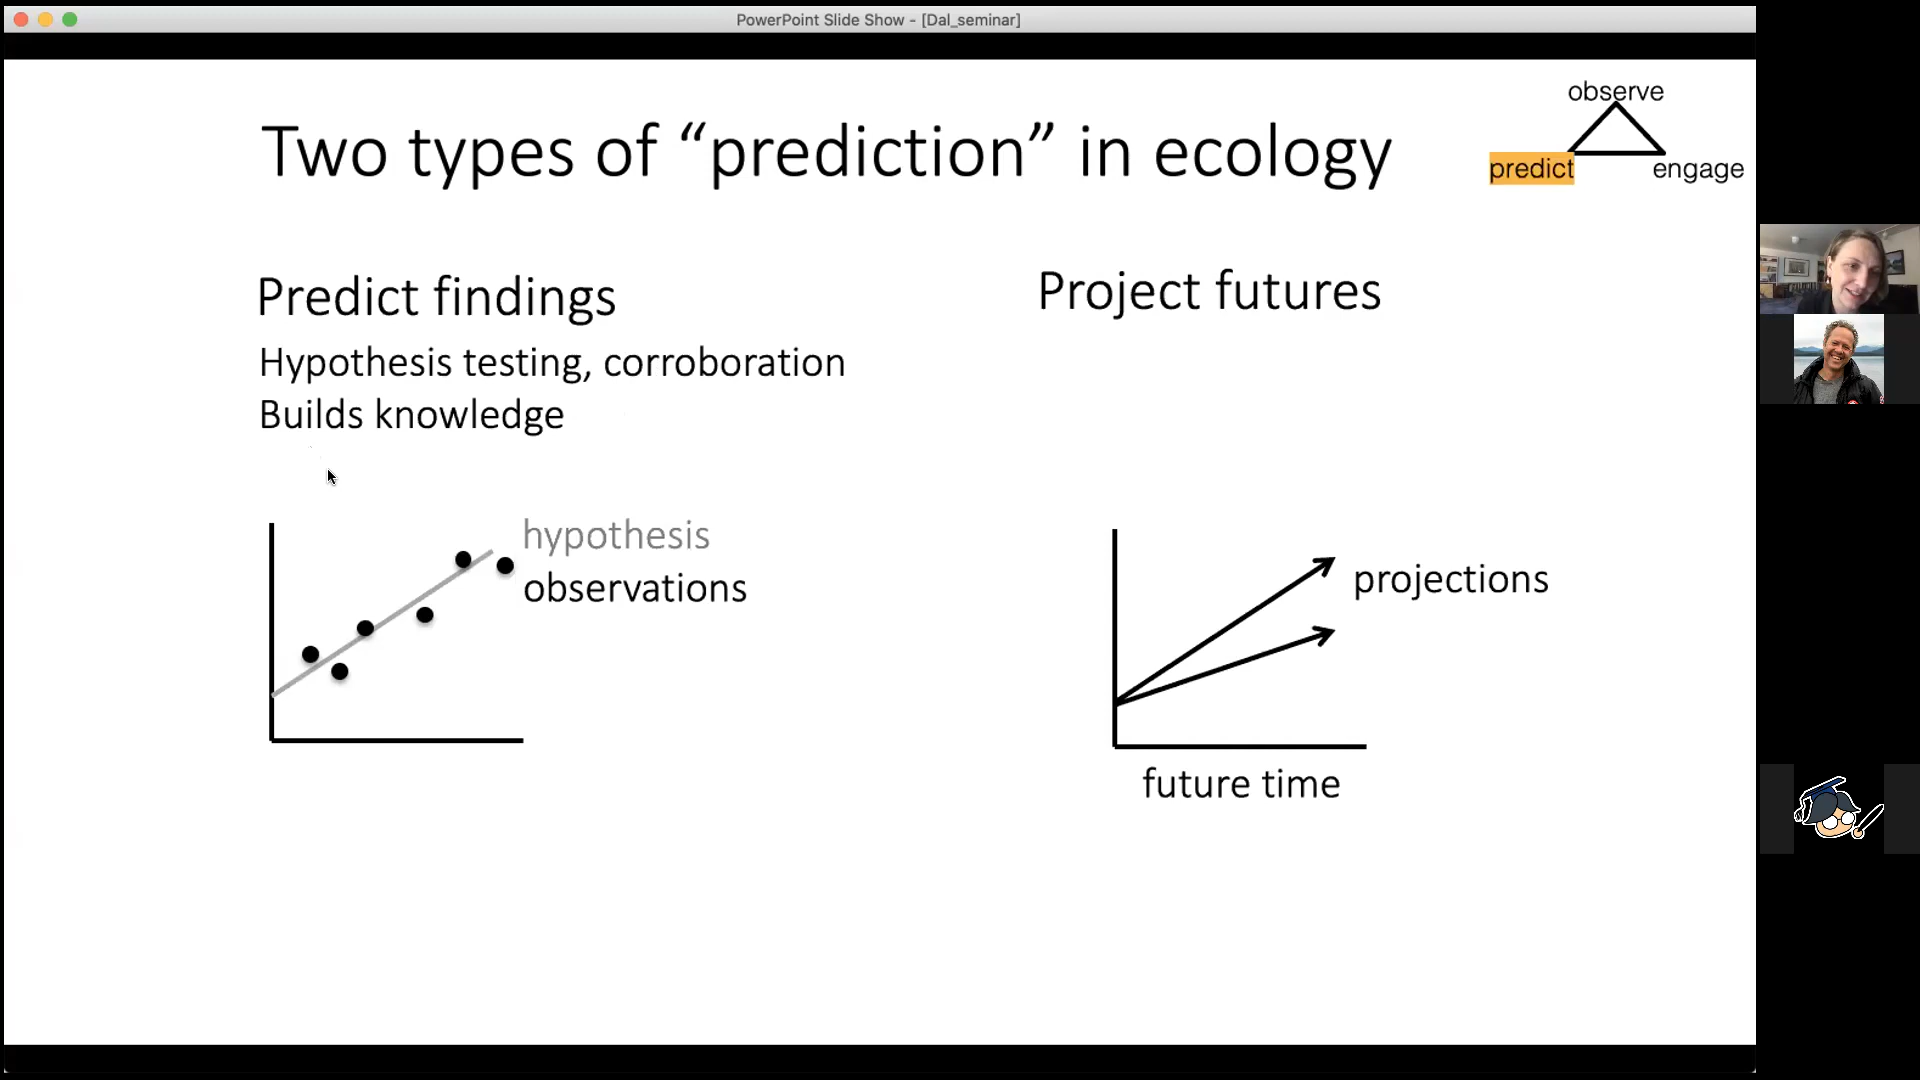 PowerPoint Slide Show - [Dal_seminar]
observe
Two types of “prediction” in ecology
predict
engage
Predict findings
Hypothesis testing, corroboration
Builds knowledge
hypothesis
observations
Project futures
projections
future time